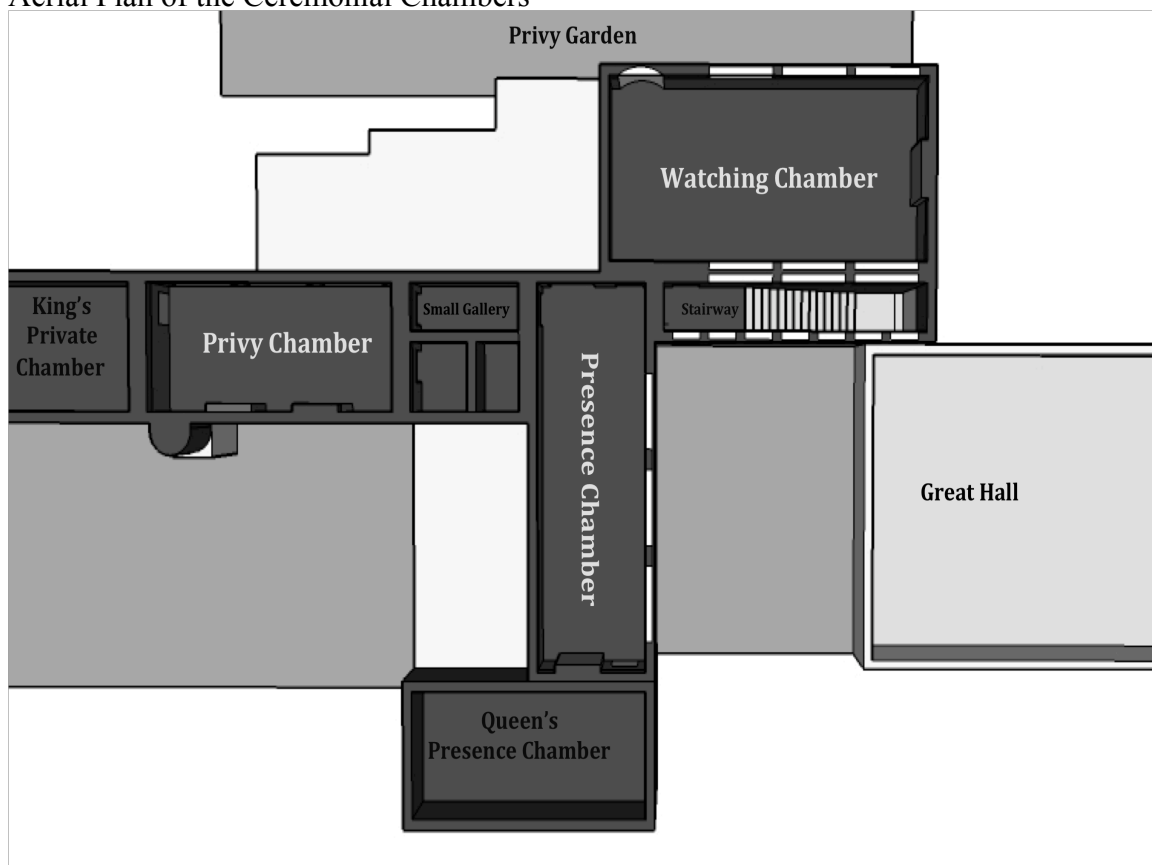 Aerial Plan of the Ceremonial Chambers
Privy Garden
Watching Chamber
King's
Private
Chamber
Privy Chamber
Small Gallery
Stairway
Presence Chamber
Great Hall
Queen's
Presence Chamber